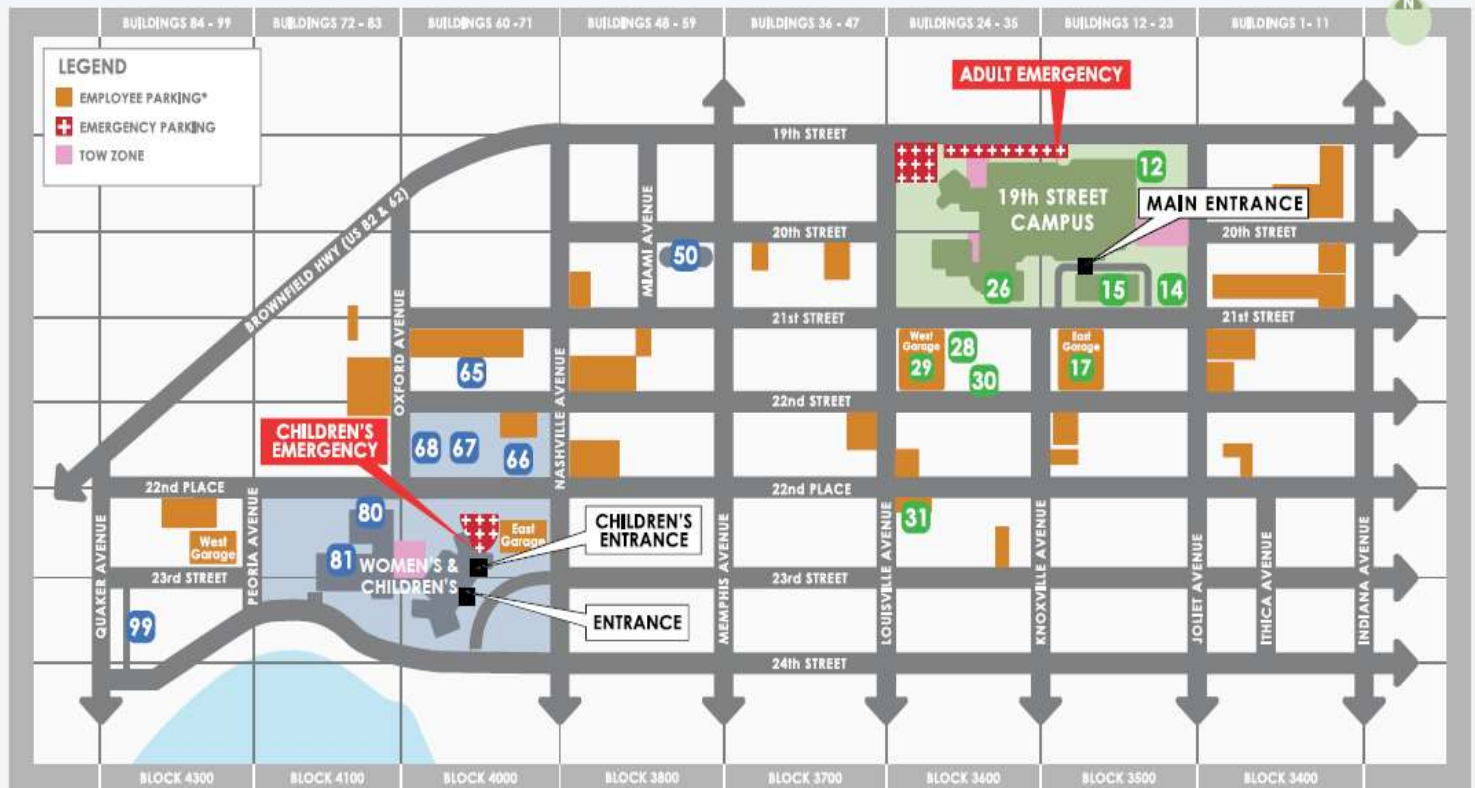 BUILDINGS 84 - 99
BUILDINGS 72 - 83
BUILDINGS 60 -71
BUILDINGS 48 - 59
BUILDINGS 36 - 47
BUILDINGS 24 - 35
BUILDINGS 12 - 23
BUILDINGS 1 - 11
N
LEGEND
EMPLOYEE PARKING*
EMERGENCY PARKING
TOW ZONE
ADULT EMERGENCY
19th STREET
12
19th STREET
CAMPUS
MAIN ENTRANCE
BROWNFIELD HWY (US 82 & 62)
MIAMI AVENUE
20th STREET
20th STREET
50
26
15
14
21st STREET
21st STREET
OXFORD AVENUE
65
West
Garage
29
28
30
East
Garage
17
22nd STREET
CHILDREN'S
EMERGENCY
68
67
66
NASHVILLE AVENUE
22nd PLACE
22nd PLACE
QUAKER AVENUE
West
Garage
PEORIA AVENUE
80
81
East
Garage
CHILDREN'S
ENTRANCE
WOMEN'S &
CHILDREN'S
31
23rd STREET
23rd STREET
99
ENTRANCE
MEMPHIS AVENUE
LOUISVILLE AVENUE
KNOXVILLE AVENUE
JOLIET AVENUE
ITHICA AVENUE
INDIANA AVENUE
24th STREET
BLOCK 4300
BLOCK 4100
BLOCK 4000
BLOCK 3800
BLOCK 3700
BLOCK 3600
BLOCK 3500
BLOCK 3400